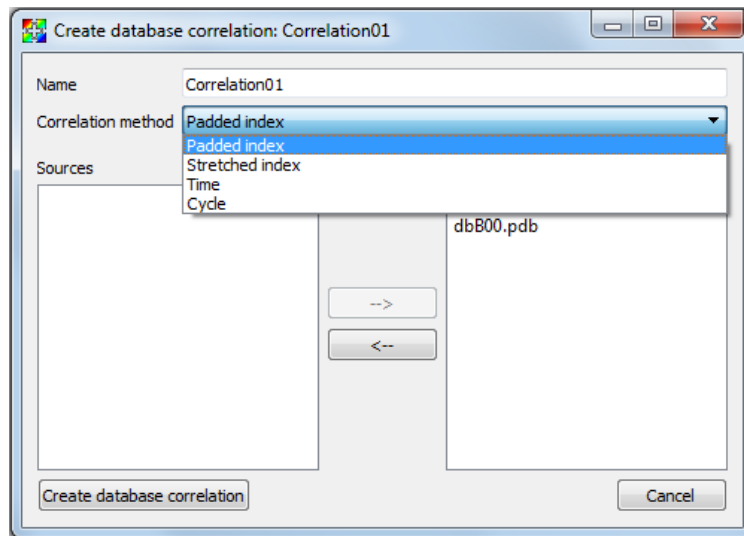 Create database correlation: Correlation01
Name Correlation01
Correlation method Padded index
Padded index
Stretched index
Time
Cycle
Sources
dbB00.pdb
-->
<--
Create database correlation Cancel